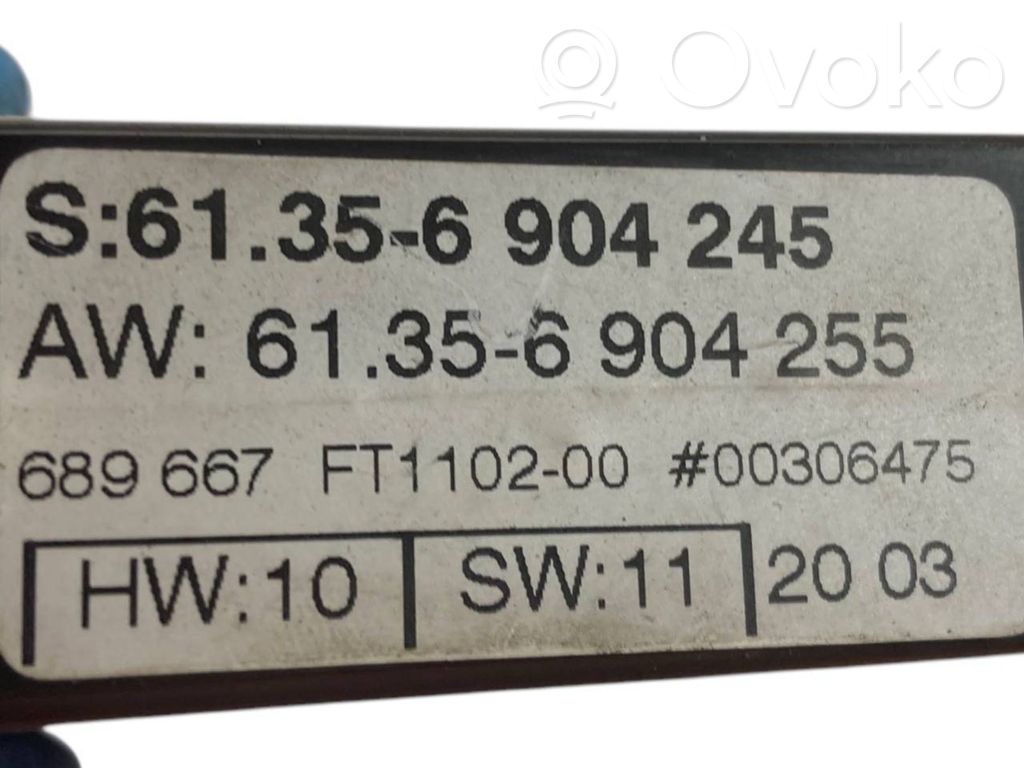 Ovoko
S:61.35-6 904 245
AW: 61.35-6 904 255
689 667 FT1102-00 #00306475
HW:10 SW:11 20 03